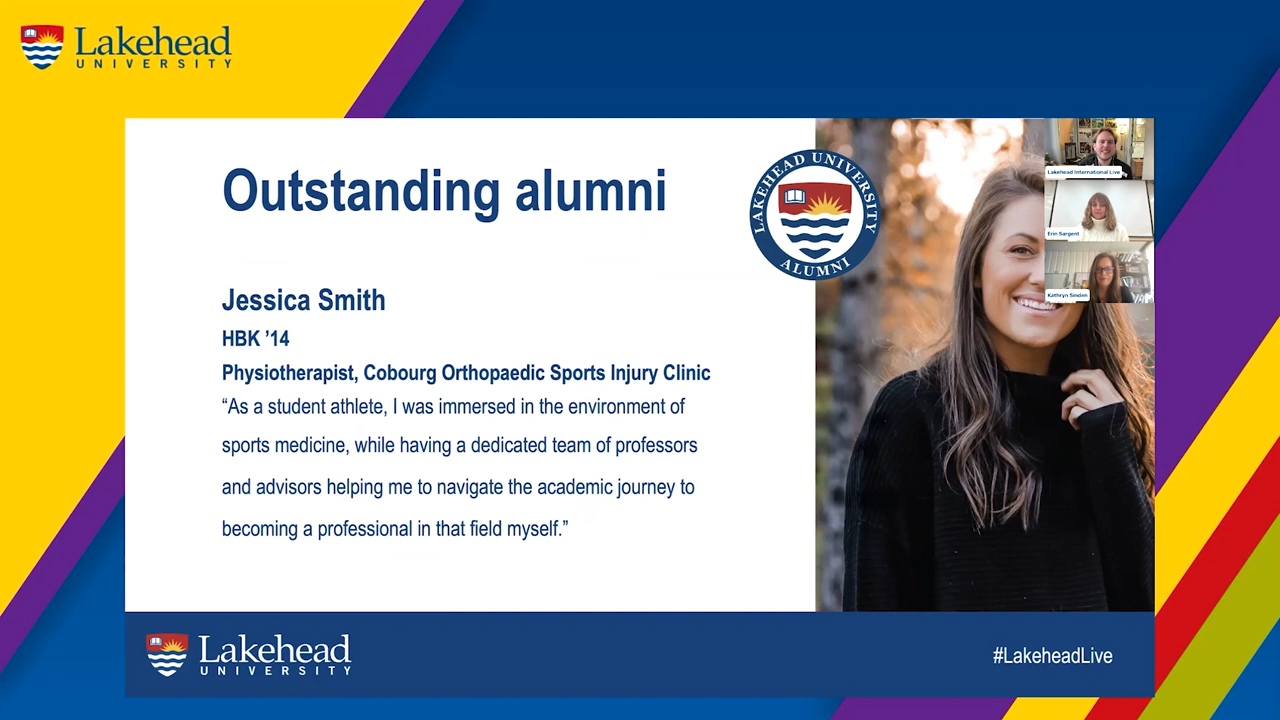 Lakehead
UNIVERSITY
Outstanding alumni
LAKEHEAD UNIVERSITY
ALUMNI
Lakehead International Live
Erin Sargent
Kathryn Sinden
Jessica Smith
HBK ’14
Physiotherapist, Cobourg Orthopaedic Sports Injury Clinic
“As a student athlete, I was immersed in the environment of
sports medicine, while having a dedicated team of professors
and advisors helping me to navigate the academic journey to
becoming a professional in that field myself.”
Lakehead
UNIVERSITY
#LakeheadLive